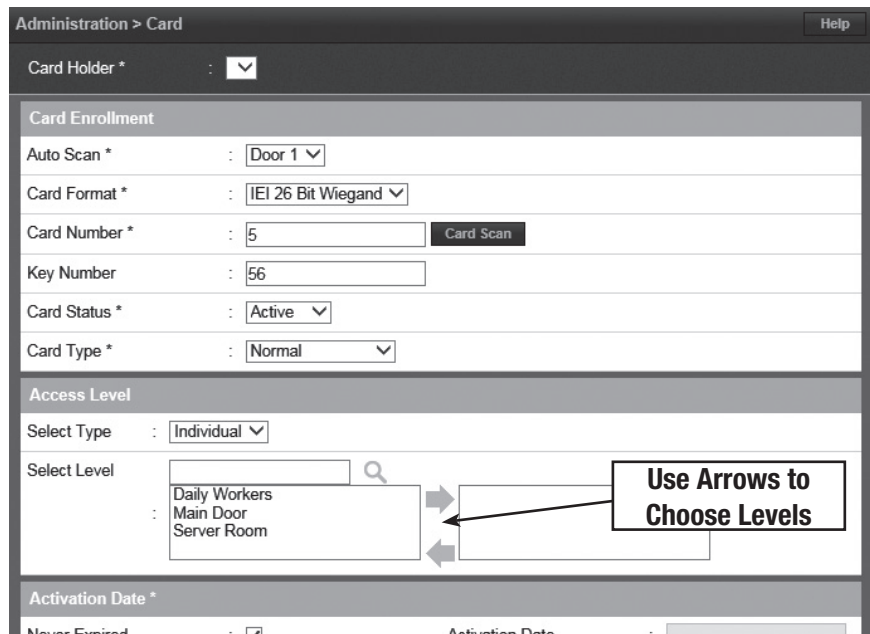 Administration > Card
Help
Card Holder * :
Card Enrollment
Auto Scan * : Door 1
Card Format * : IEI 26 Bit Wiegand
Card Number * : 5 Card Scan
Key Number : 56
Card Status * : Active
Card Type * : Normal
Access Level
Select Type : Individual
Select Level :
Daily Workers
Main Door
Server Room
Use Arrows to
Choose Levels
Activation Date *
Never Expired : Activation Date :